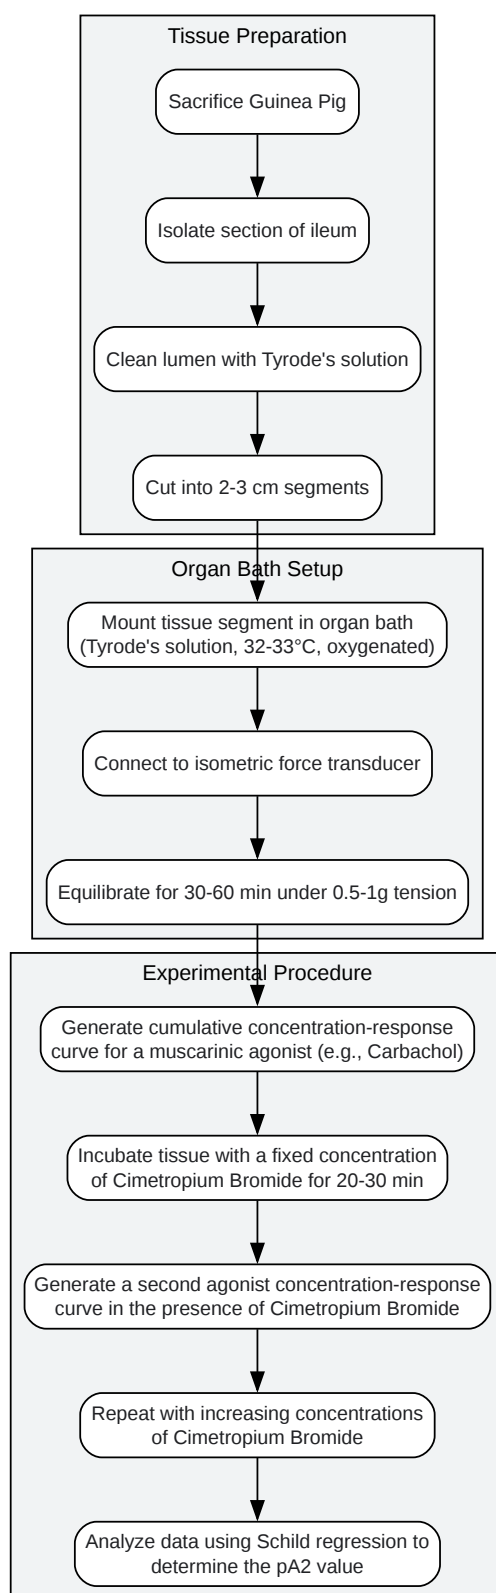 Tissue Preparation
Sacrifice Guinea Pig
Isolate section of ileum
Clean lumen with Tyrode's solution
Cut into 2-3 cm segments
Organ Bath Setup
Mount tissue segment in organ bath
(Tyrode's solution, 32-33°C, oxygenated)
Connect to isometric force transducer
Equilibrate for 30-60 min under 0.5-1g tension
Experimental Procedure
Generate cumulative concentration-response
curve for a muscarinic agonist (e.g., Carbachol)
Incubate tissue with a fixed concentration
of Cimetropium Bromide for 20-30 min
Generate a second agonist concentration-response
curve in the presence of Cimetropium Bromide
Repeat with increasing concentrations
of Cimetropium Bromide
Analyze data using Schild regression to
determine the pA2 value